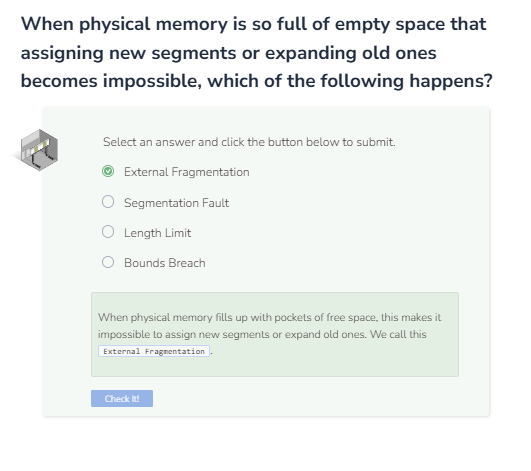 When physical memory is so full of empty space that
assigning new segments or expanding old ones
becomes impossible, which of the following happens?
Select an answer and click the button below to submit.
External Fragmentation
Segmentation Fault
Length Limit
Bounds Breach
When physical memory fills up with pockets of free space, this makes it
impossible to assign new segments or expand old ones. We call this
External Fragmentation .
Check It!